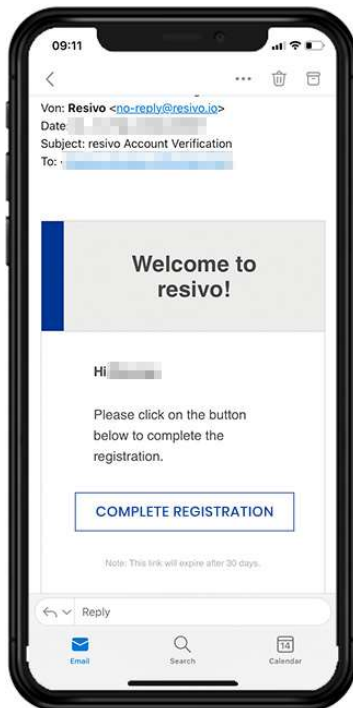 09:11
Von: Resivo <no-reply@resivo.io>
Date
Subject: resivo Account Verification
To:
Welcome to
resivo!
Hi
Please click on the button
below to complete the
registration.
COMPLETE REGISTRATION
Note: This link will expire after 30 days.
Reply
14
Email Search Calendar